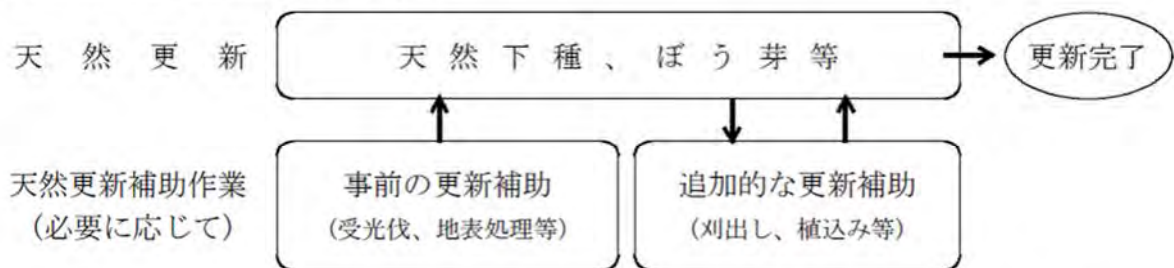 天然更新
天然下種、ぼう芽等
更新完了
天然更新補助作業
(必要に応じて)
事前の更新補助
(受光伐、地表処理等)
追加的な更新補助
(刈出し、植込み等)